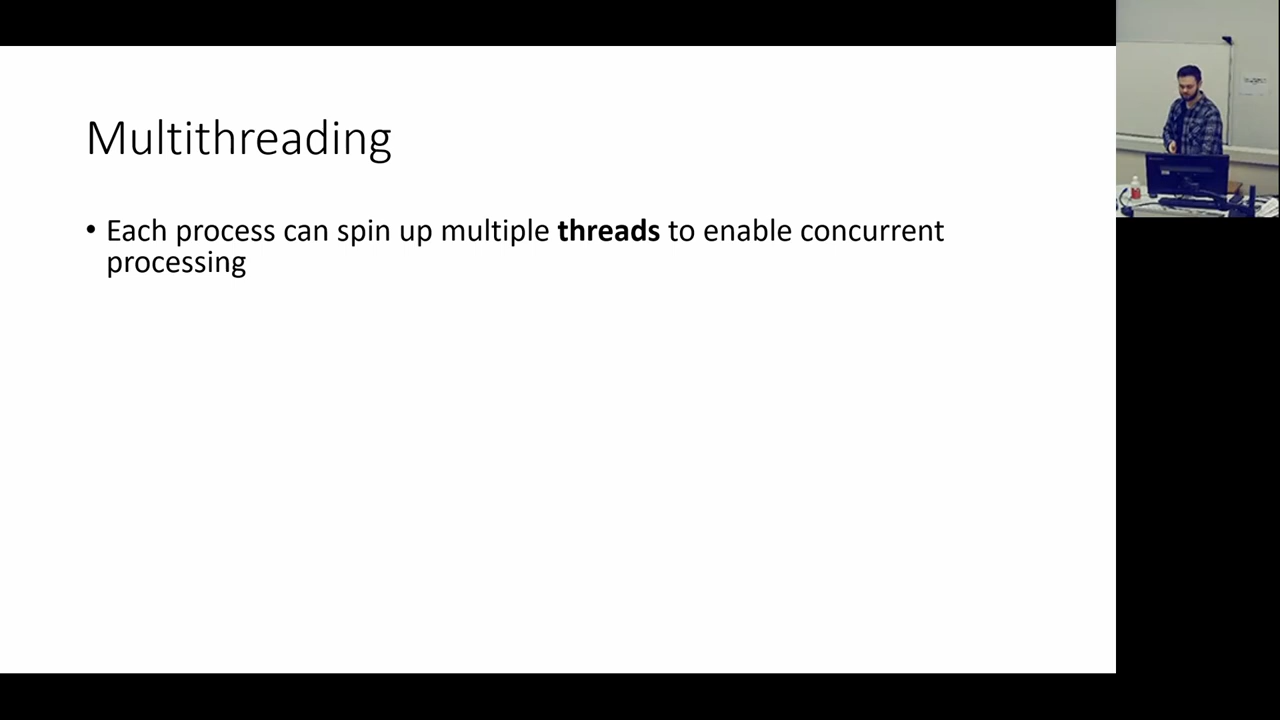 Multithreading
• Each process can spin up multiple threads to enable concurrent
processing